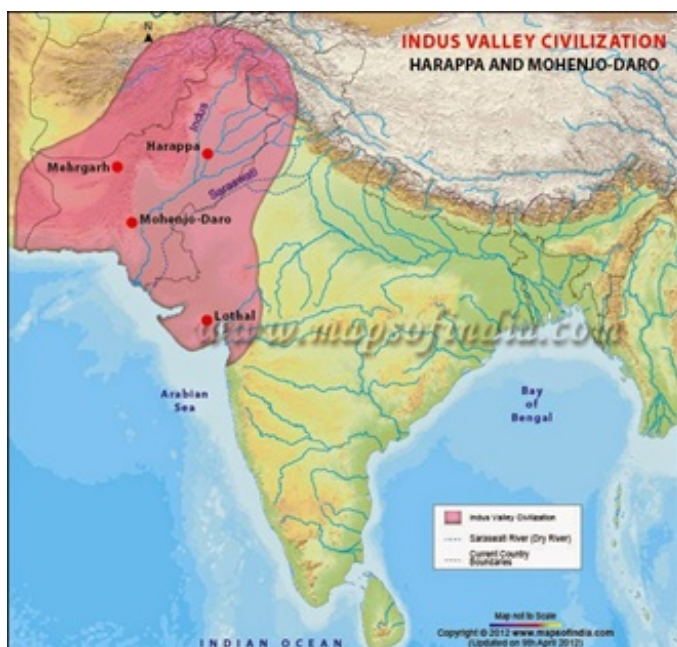 N
INDUS VALLEY CIVILIZATION
HARAPPA AND MOHENJO-DARO
Indus
Harappa
Mehrgarh
Saraswati
Mohenjo-Daro
Lothal
www.mapsofindia.com
Arabian
Sea
Bay
of
Bengal
Indus Valley Civilization
Saraswati River (Dry River)
Current Country
Boundaries
Map not to Scale
Copyright © 2012 www.mapsofindia.com
(Updated on 9th April 2012)
INDIAN OCEAN